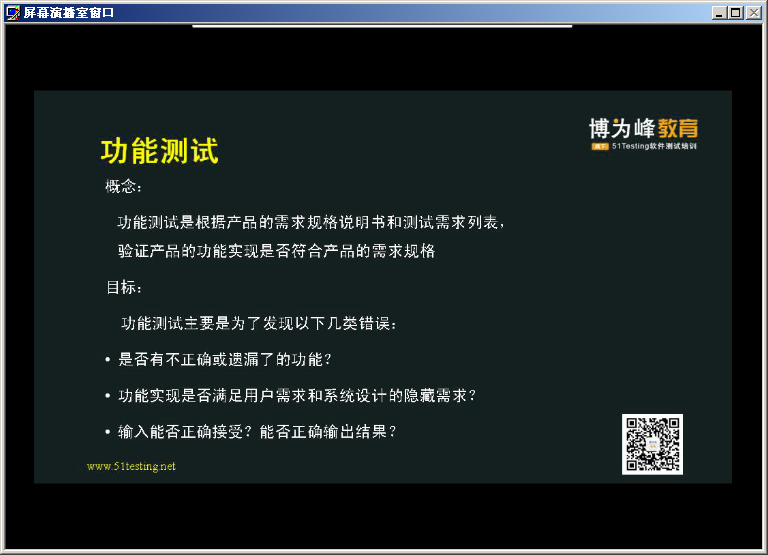 屏幕演播室窗口
博为峰教育
51Testing软件测试培训
功能测试
概念：
功能测试是根据产品的需求规格说明书和测试需求列表，
验证产品的功能实现是否符合产品的需求规格
目标：
功能测试主要是为了发现以下几类错误：
• 是否有不正确或遗漏了的功能？
• 功能实现是否满足用户需求和系统设计的隐藏需求？
• 输入能否正确接受？能否正确输出结果？
www.51testing.net